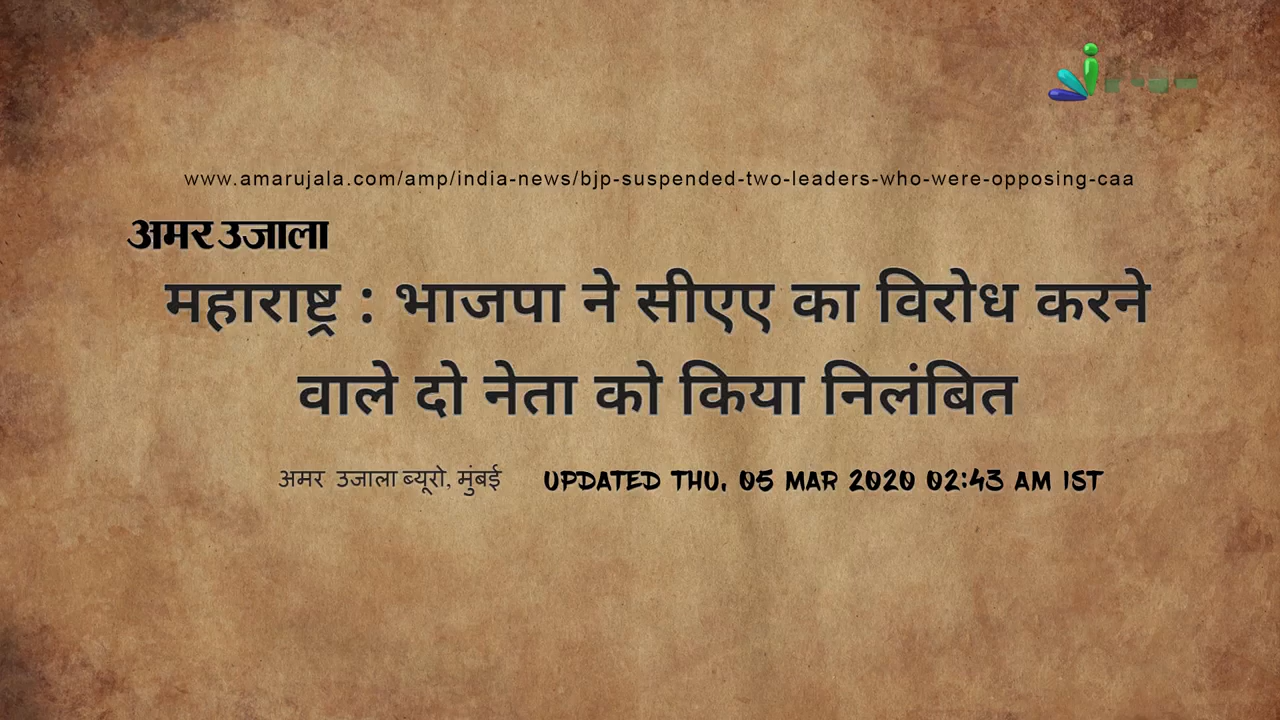 www.amarujala.com/amp/india-news/bjp-suspended-two-leaders-who-were-opposing-caa
अमर उजाला
महाराष्ट्र : भाजपा ने सीएए का विरोध करने
वाले दो नेता को किया निलंबित
अमर उजाला ब्यूरो, मुंबई UPDATED THU, 05 MAR 2020 02:43 AM IST